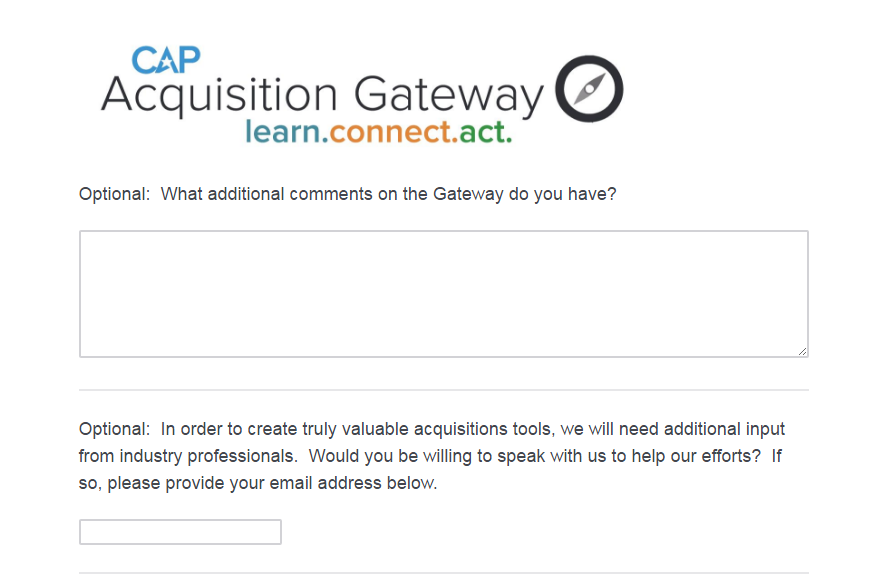 CAP
Acquisition Gateway
learn.connect.act.
Optional:  What additional comments on the Gateway do you have?
Optional:  In order to create truly valuable acquisitions tools, we will need additional input
from industry professionals.  Would you be willing to speak with us to help our efforts?  If
so, please provide your email address below.